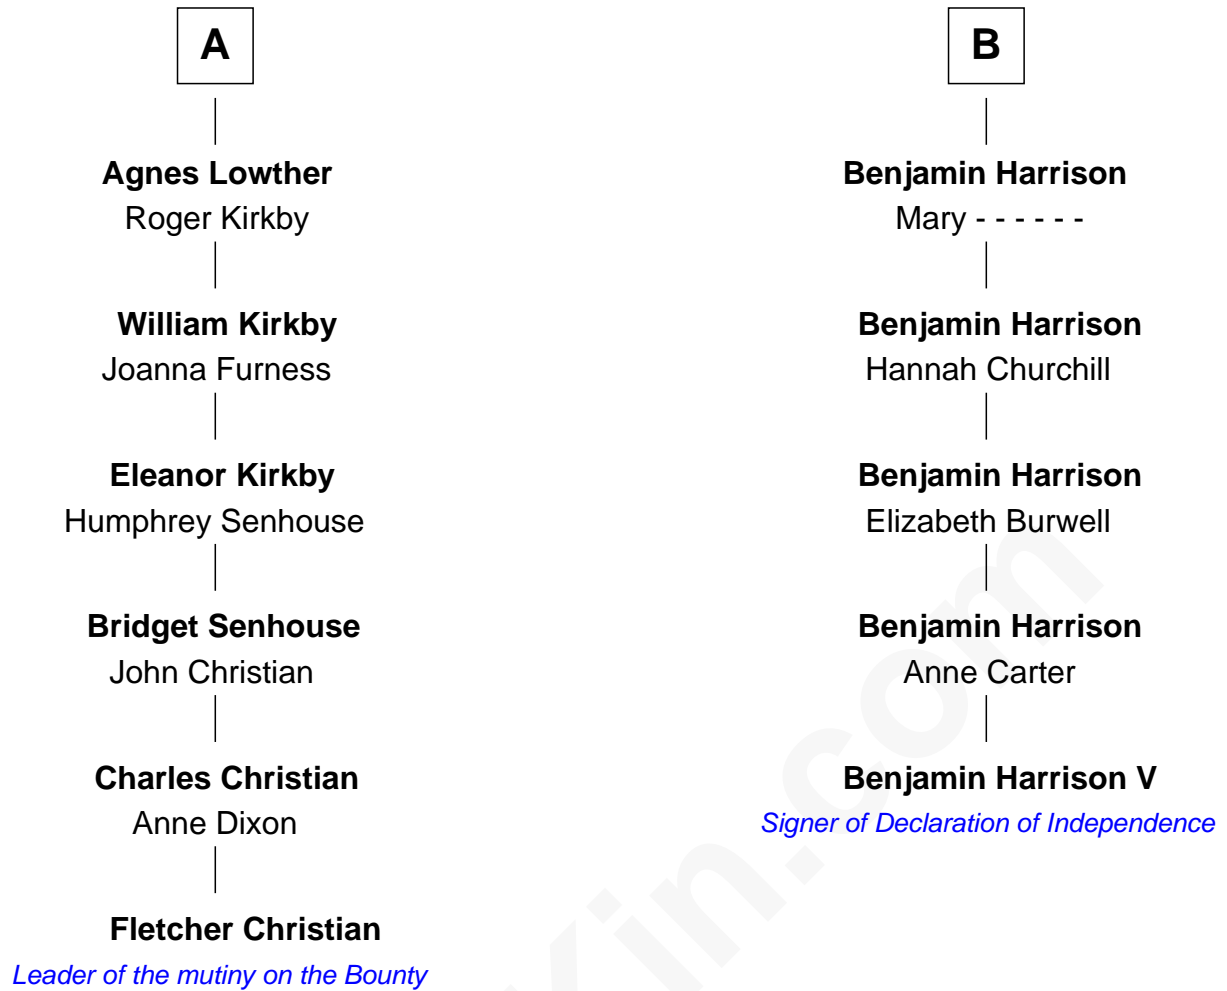 A
Agnes Lowther
Roger Kirkby
William Kirkby
Joanna Furness
Eleanor Kirkby
Humphrey Senhouse
Bridget Senhouse
John Christian
Charles Christian
Anne Dixon
Fletcher Christian
Leader of the mutiny on the Bounty
B
Benjamin Harrison
Mary - - - - - -
Benjamin Harrison
Hannah Churchill
Benjamin Harrison
Elizabeth Burwell
Benjamin Harrison
Anne Carter
Benjamin Harrison V
Signer of Declaration of Independence